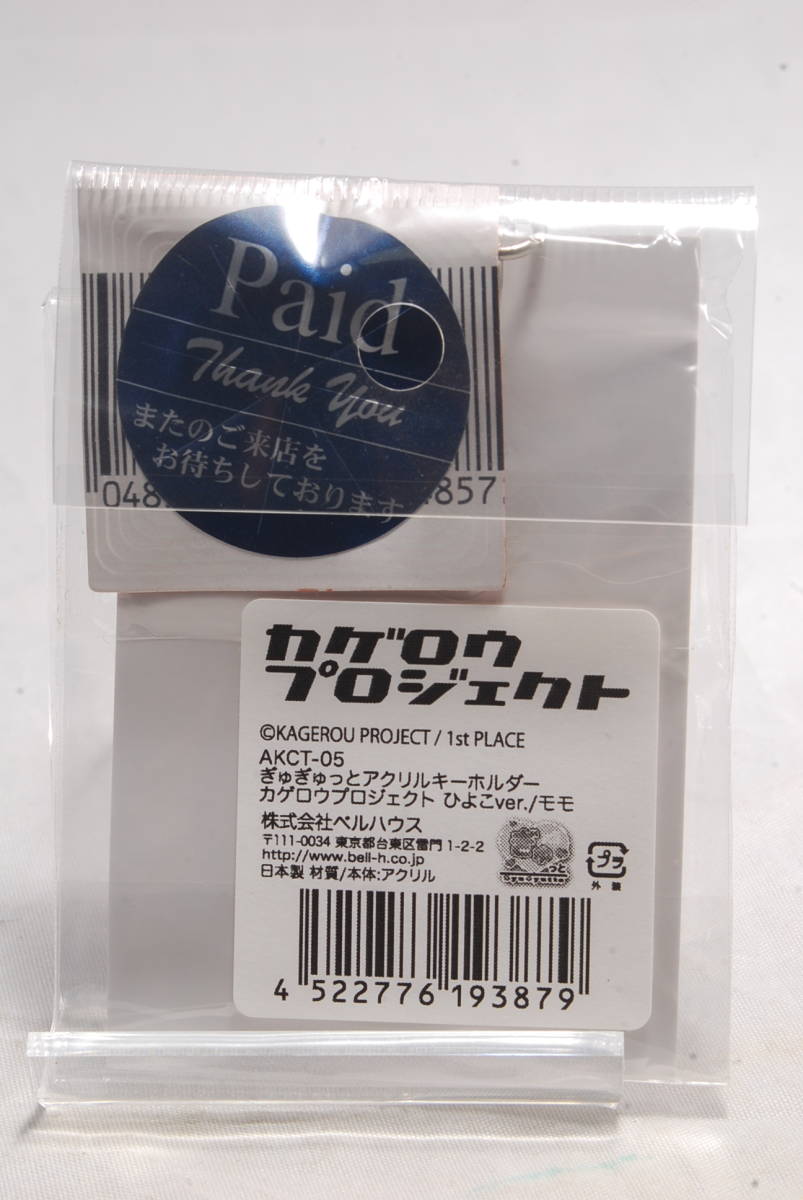 Paid
Thank You
またのご来店を
お待ちしております
048
857
カゲロウ
プロジェクト
©KAGEROU PROJECT / 1st PLACE
AKCT-05
ぎゅぎゅっとアクリルキーホルダー
カゲロウプロジェクト ひよこver./モモ
株式会社ベルハウス
〒111-0034 東京都台東区雷門 1-2-2
http://www.bell-h.co.jp
日本製 材質/本体:アクリル
っと
GyuGyutto
プラ
外装
4 522776 193879